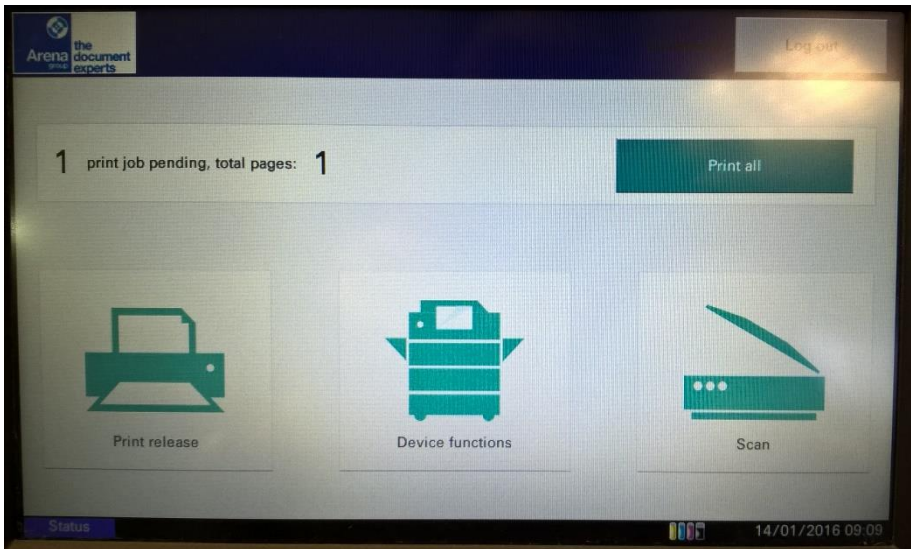 Arena
group
the
document
experts
Log out
1 print job pending, total pages: 1
Print all
Print release
Device functions
Scan
Status
14/01/2016 09:09